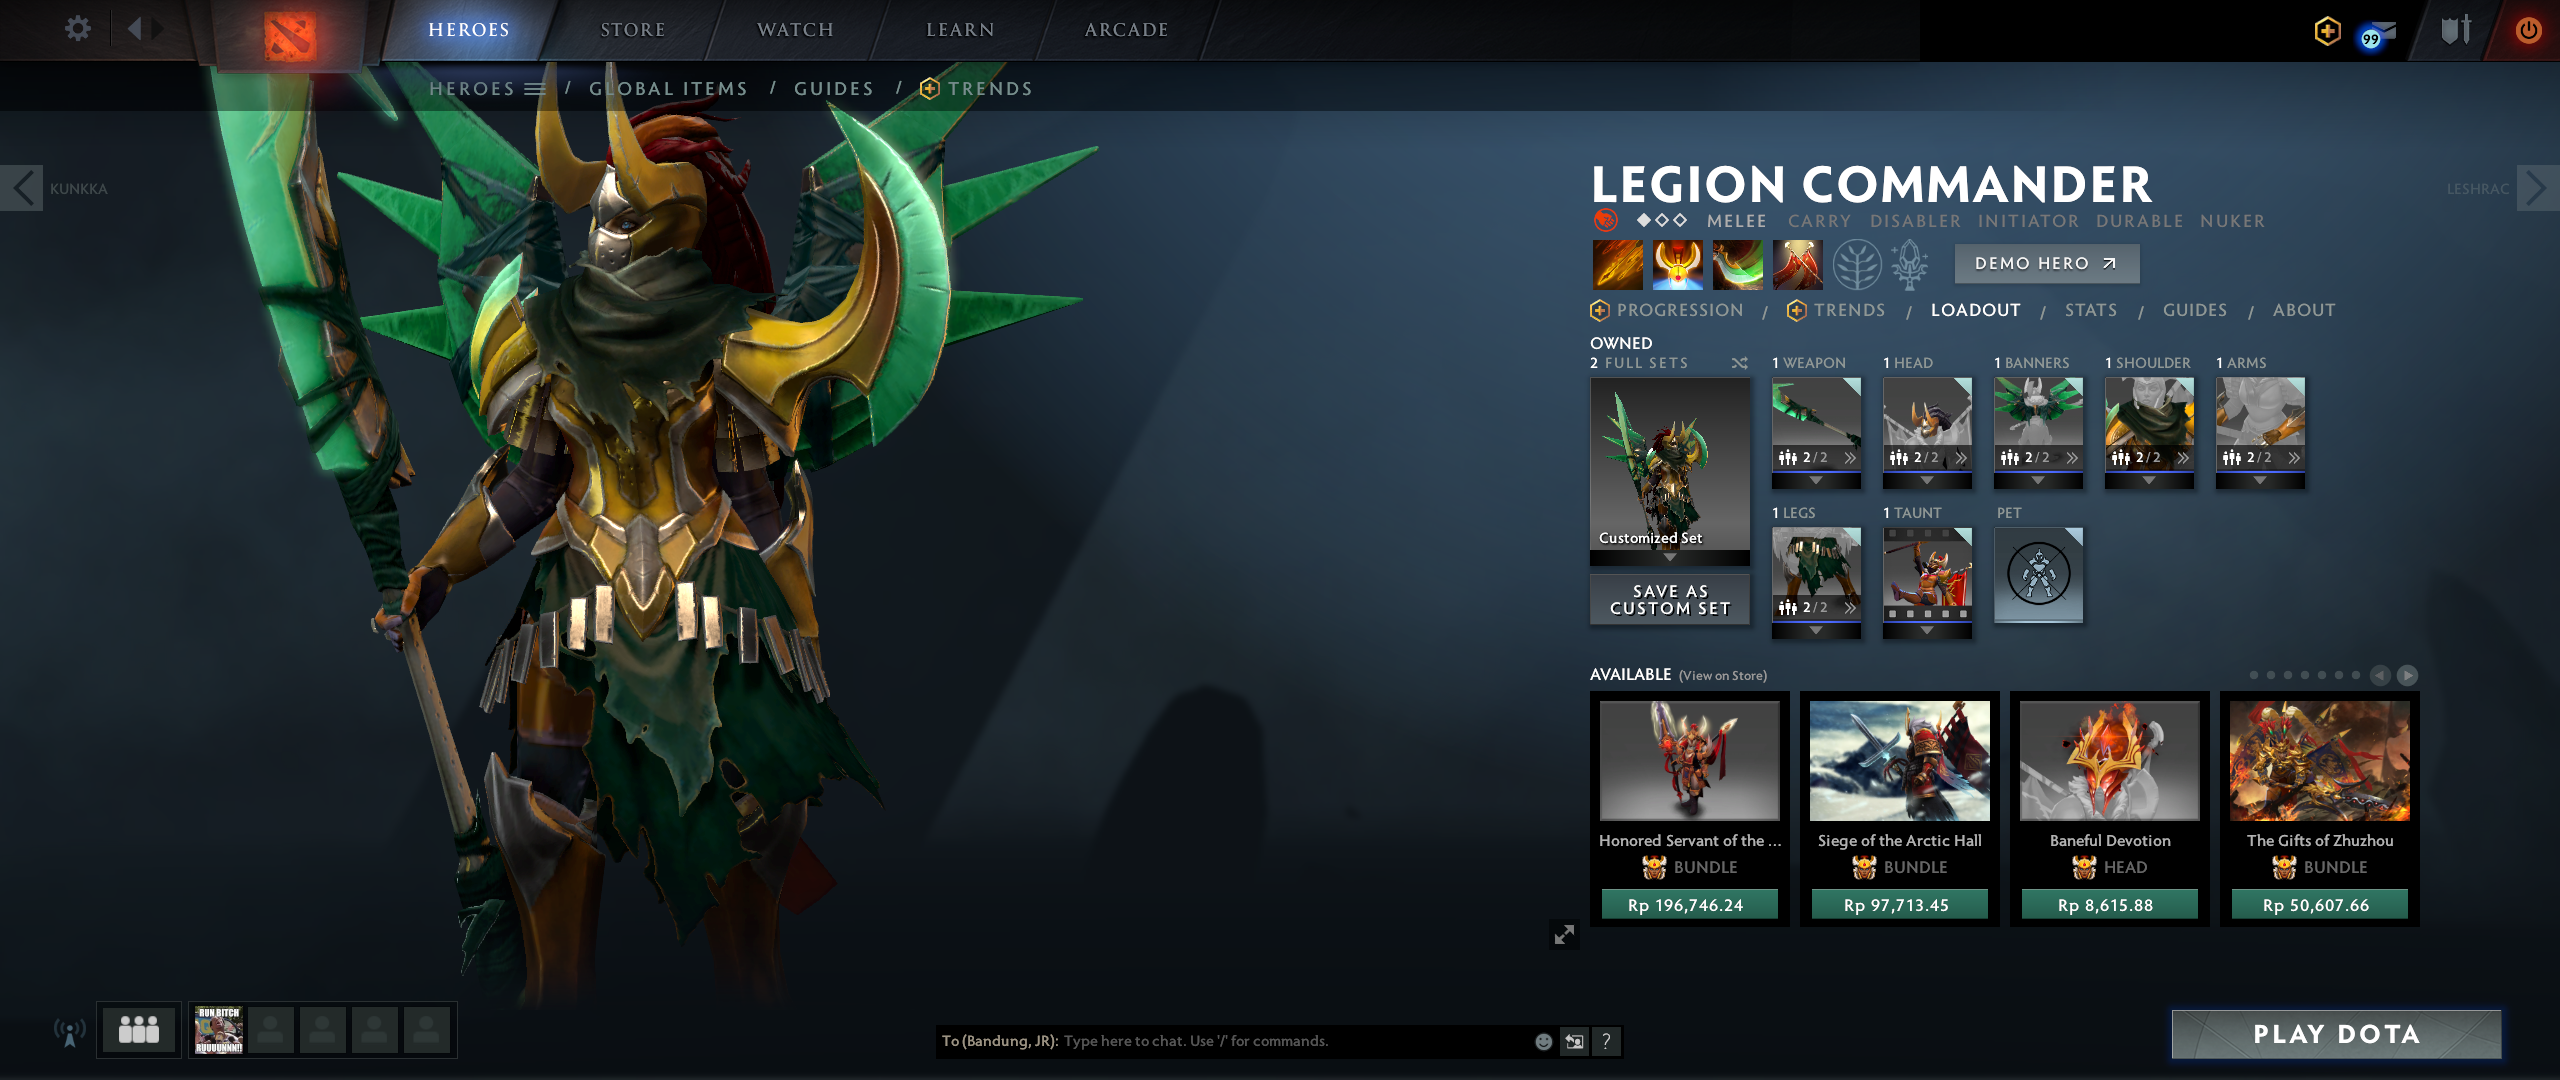 HEROES STORE WATCH LEARN ARCADE
99
HEROES / GLOBAL ITEMS / GUIDES / TRENDS
KUNKKA
LESHRAC
LEGION COMMANDER
MELEE CARRY DISABLER INITIATOR DURABLE NUKER
DEMO HERO
PROGRESSION / TRENDS / LOADOUT / STATS / GUIDES / ABOUT
OWNED
2 FULL SETS
1 WEAPON 1 HEAD 1 BANNERS 1 SHOULDER 1 ARMS
2/2 2/2 2/2 2/2 2/2
Customized Set
1 LEGS 1 TAUNT PET
2/2
SAVE AS
CUSTOM SET
AVAILABLE (View on Store)
Honored Servant of the ... Siege of the Arctic Hall Baneful Devotion The Gifts of Zhuzhou
BUNDLE BUNDLE HEAD BUNDLE
Rp 196,746.24 Rp 97,713.45 Rp 8,615.88 Rp 50,607.66
RUN BITCH
RUUUUNNN!!
To (Bandung, JR): Type here to chat. Use '/' for commands.
?
PLAY DOTA